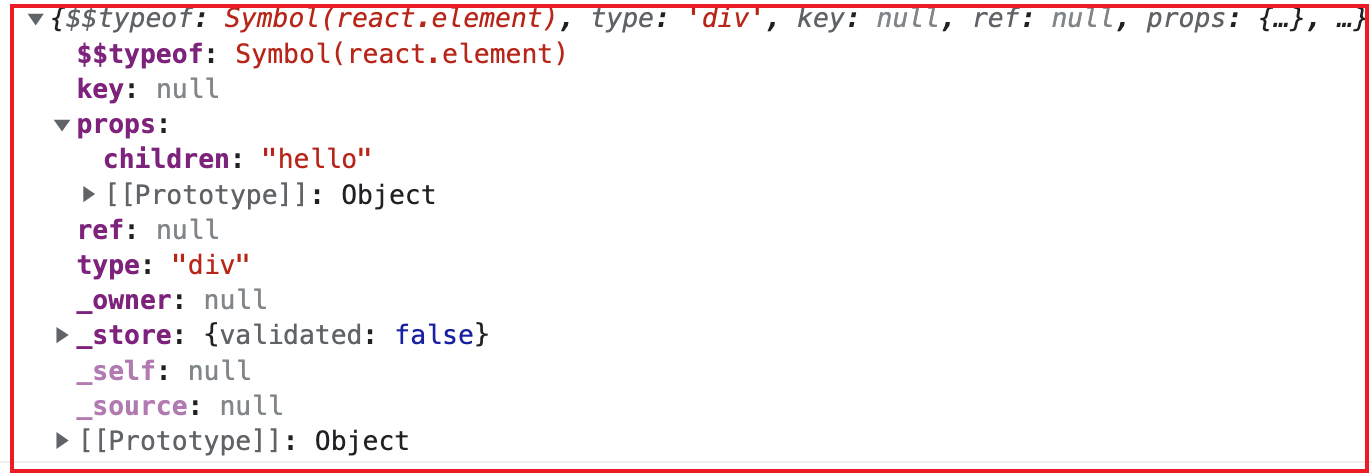 {$$typeof: Symbol(react.element), type: 'div', key: null, ref: null, props: {…}, …}
$$typeof: Symbol(react.element)
key: null
props:
children: "hello"
[[Prototype]]: Object
ref: null
type: "div"
_owner: null
_store: {validated: false}
_self: null
_source: null
[[Prototype]]: Object